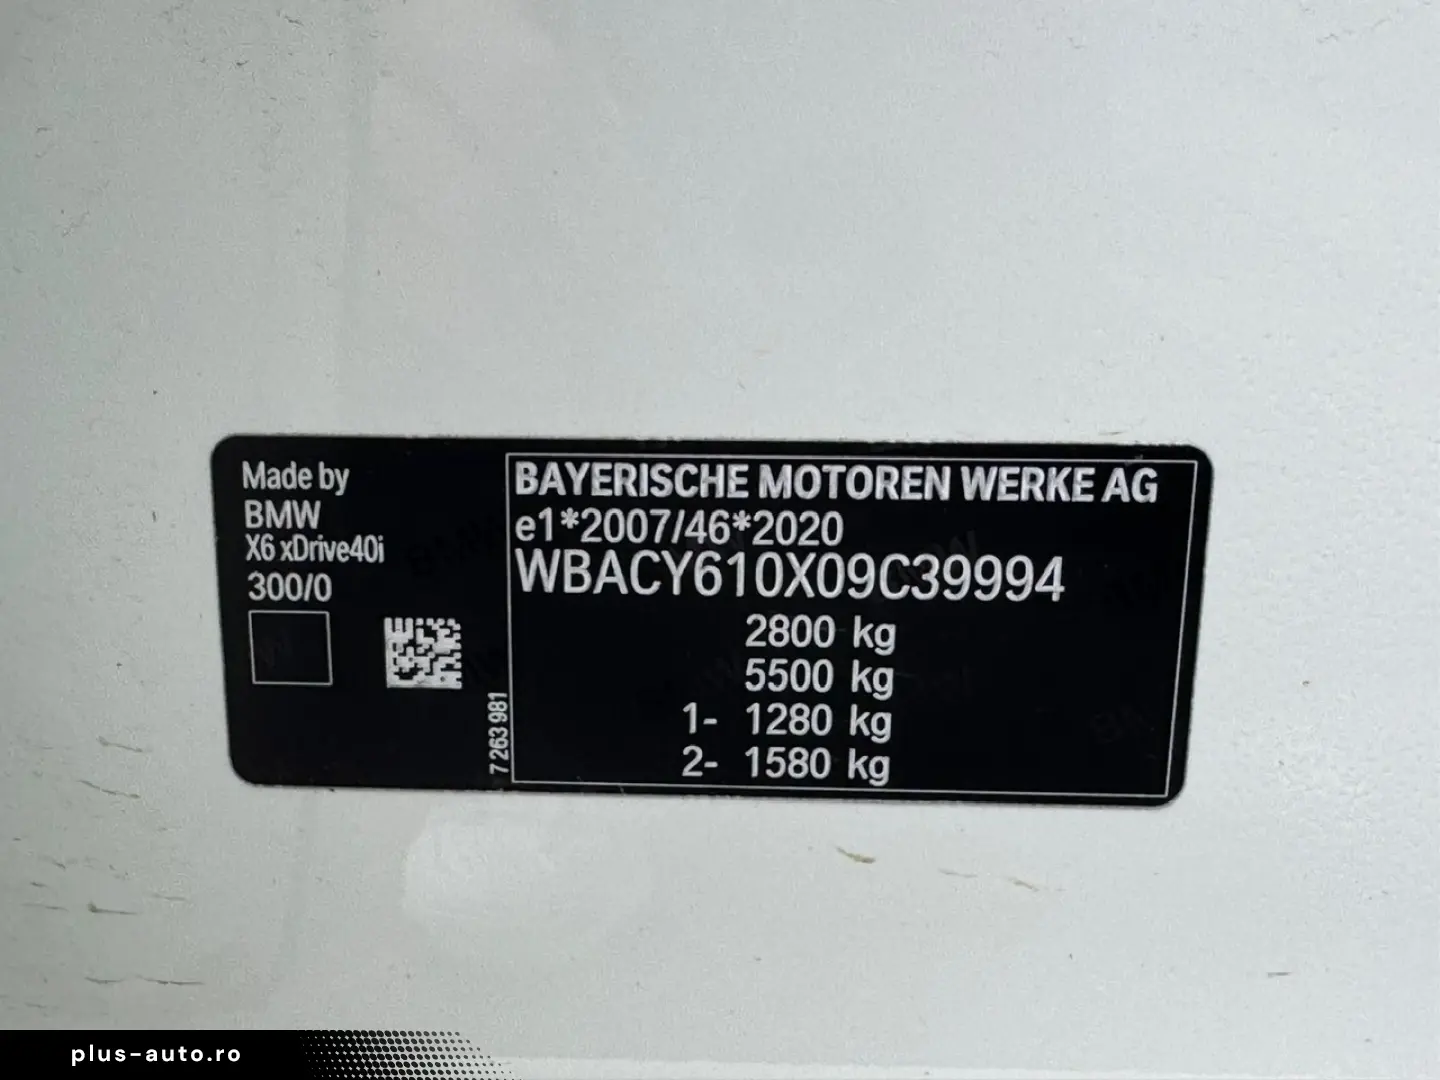 Made by
BMW
X6 xDrive40i
300/0
7 263 981
BAYERISCHE MOTOREN WERKE AG
e1*2007/46*2020
WBACY610X09C39994
2800 kg
5500 kg
1- 1280 kg
2- 1580 kg
plus-auto.ro